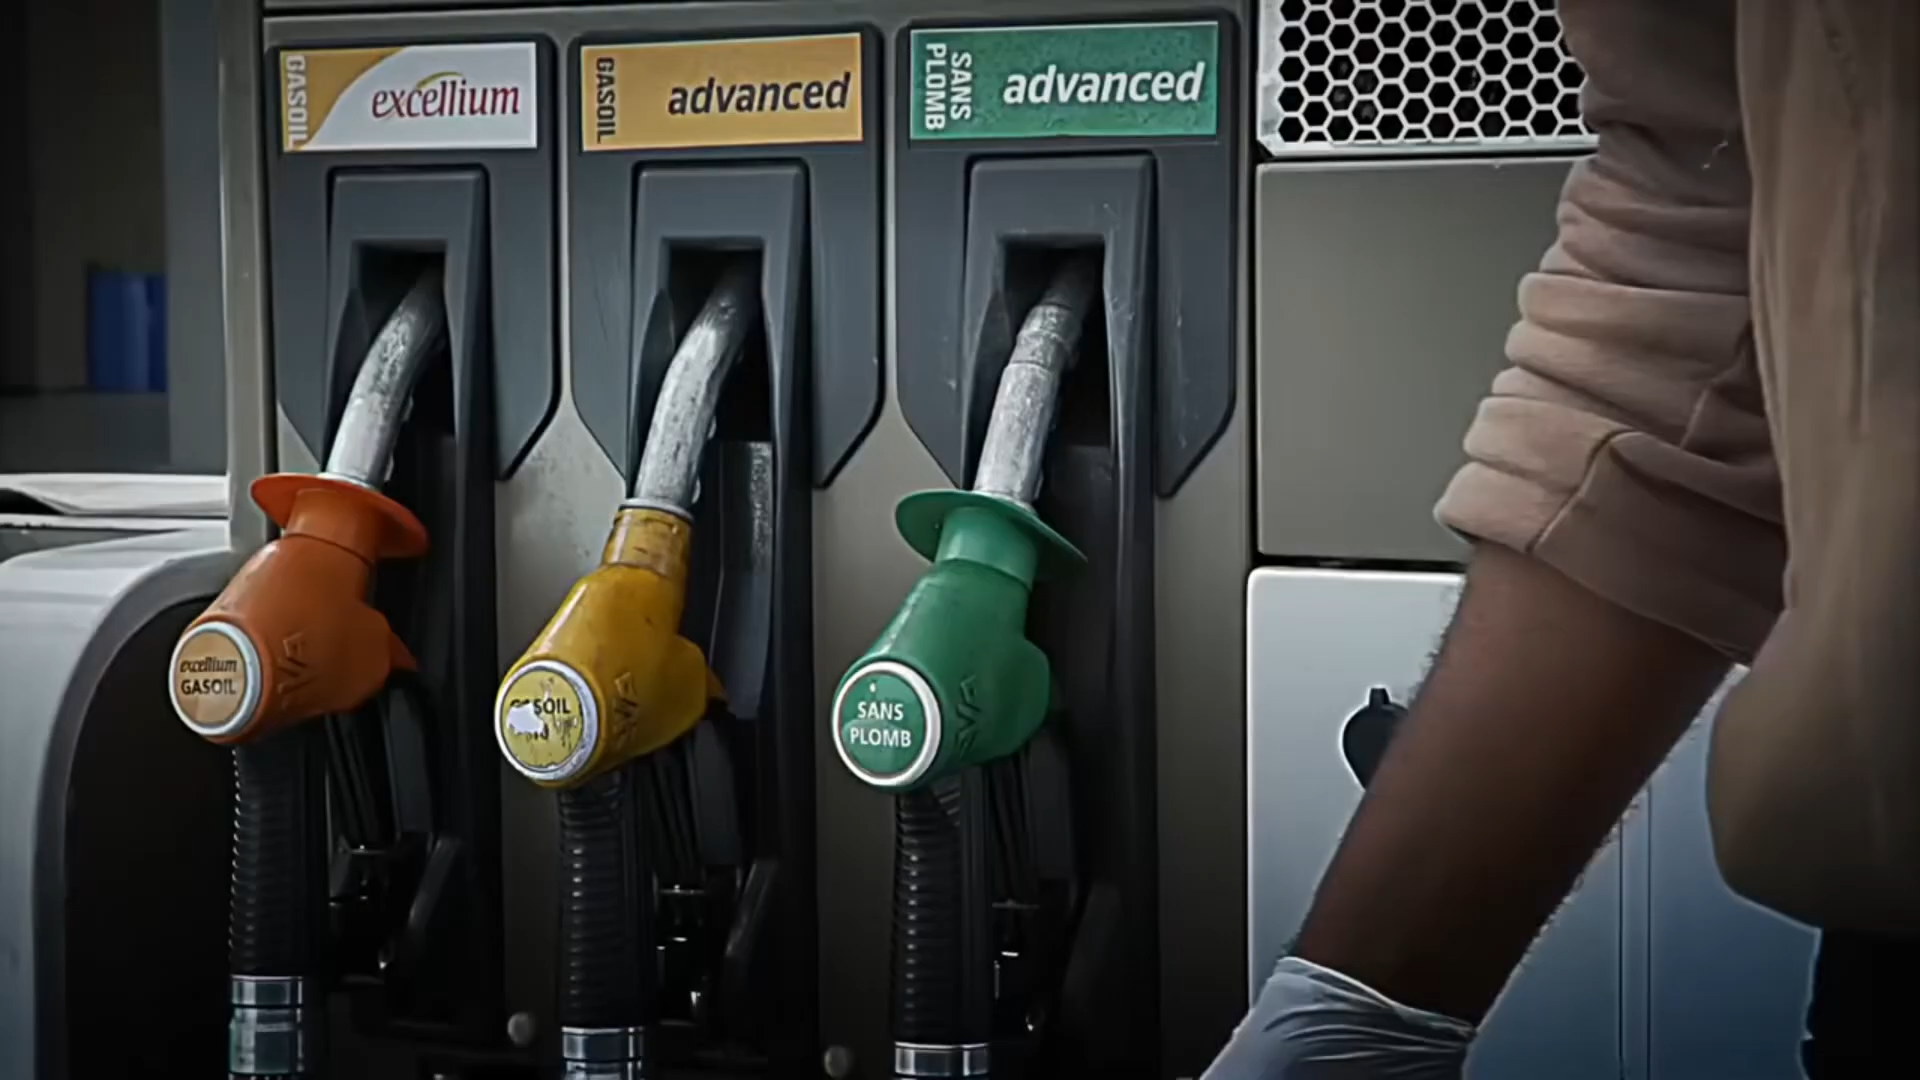 GASOIL
excellium
GASOIL
advanced
SANS
PLOMB
advanced
excellium
GASOIL
SOIL
SANS
PLOMB